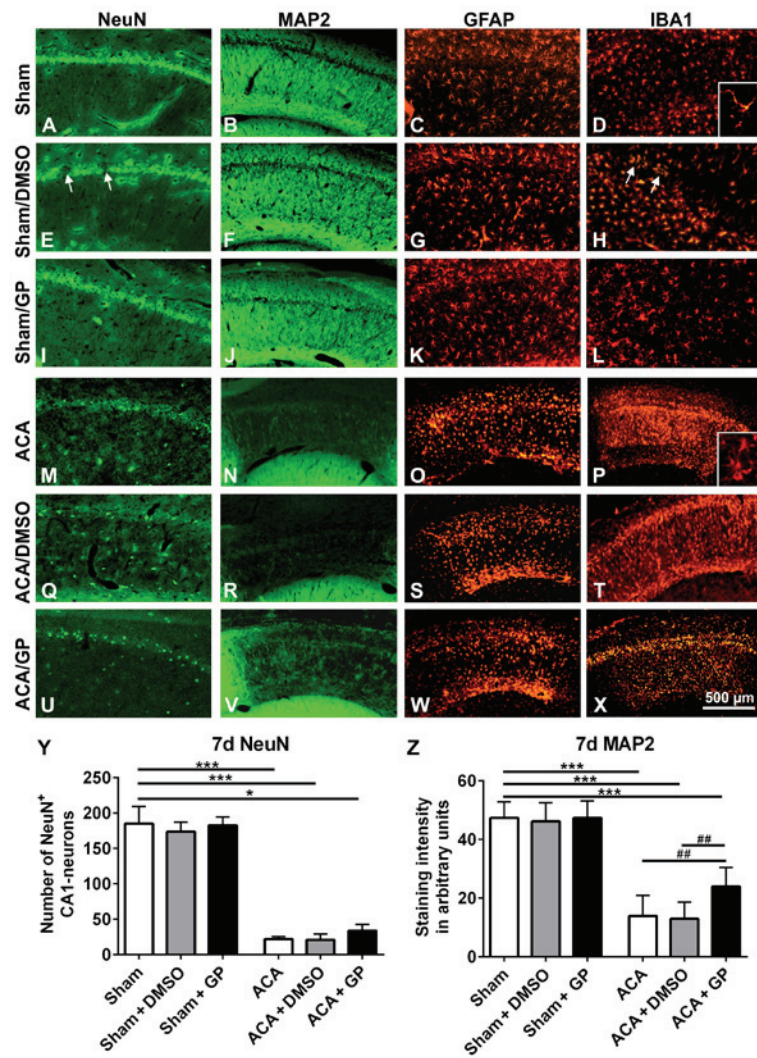 NeuN MAP2 GFAP IBA1
Sham
A B C D
Sham/DMSO
E F G H
Sham/GP
I J K L
ACA
M N O P
ACA/DMSO
Q R S T
ACA/GP
U V W X
500 µm
Y 7d NeuN
***
***
*
Number of NeuN+
CA1-neurons
250
200
150
100
50
0
Sham
Sham + DMSO
Sham + GP
ACA
ACA + DMSO
ACA + GP
Z 7d MAP2
***
***
***
##
##
Staining intensity
in arbitrary units
60
40
20
0
Sham
Sham + DMSO
Sham + GP
ACA
ACA + DMSO
ACA + GP